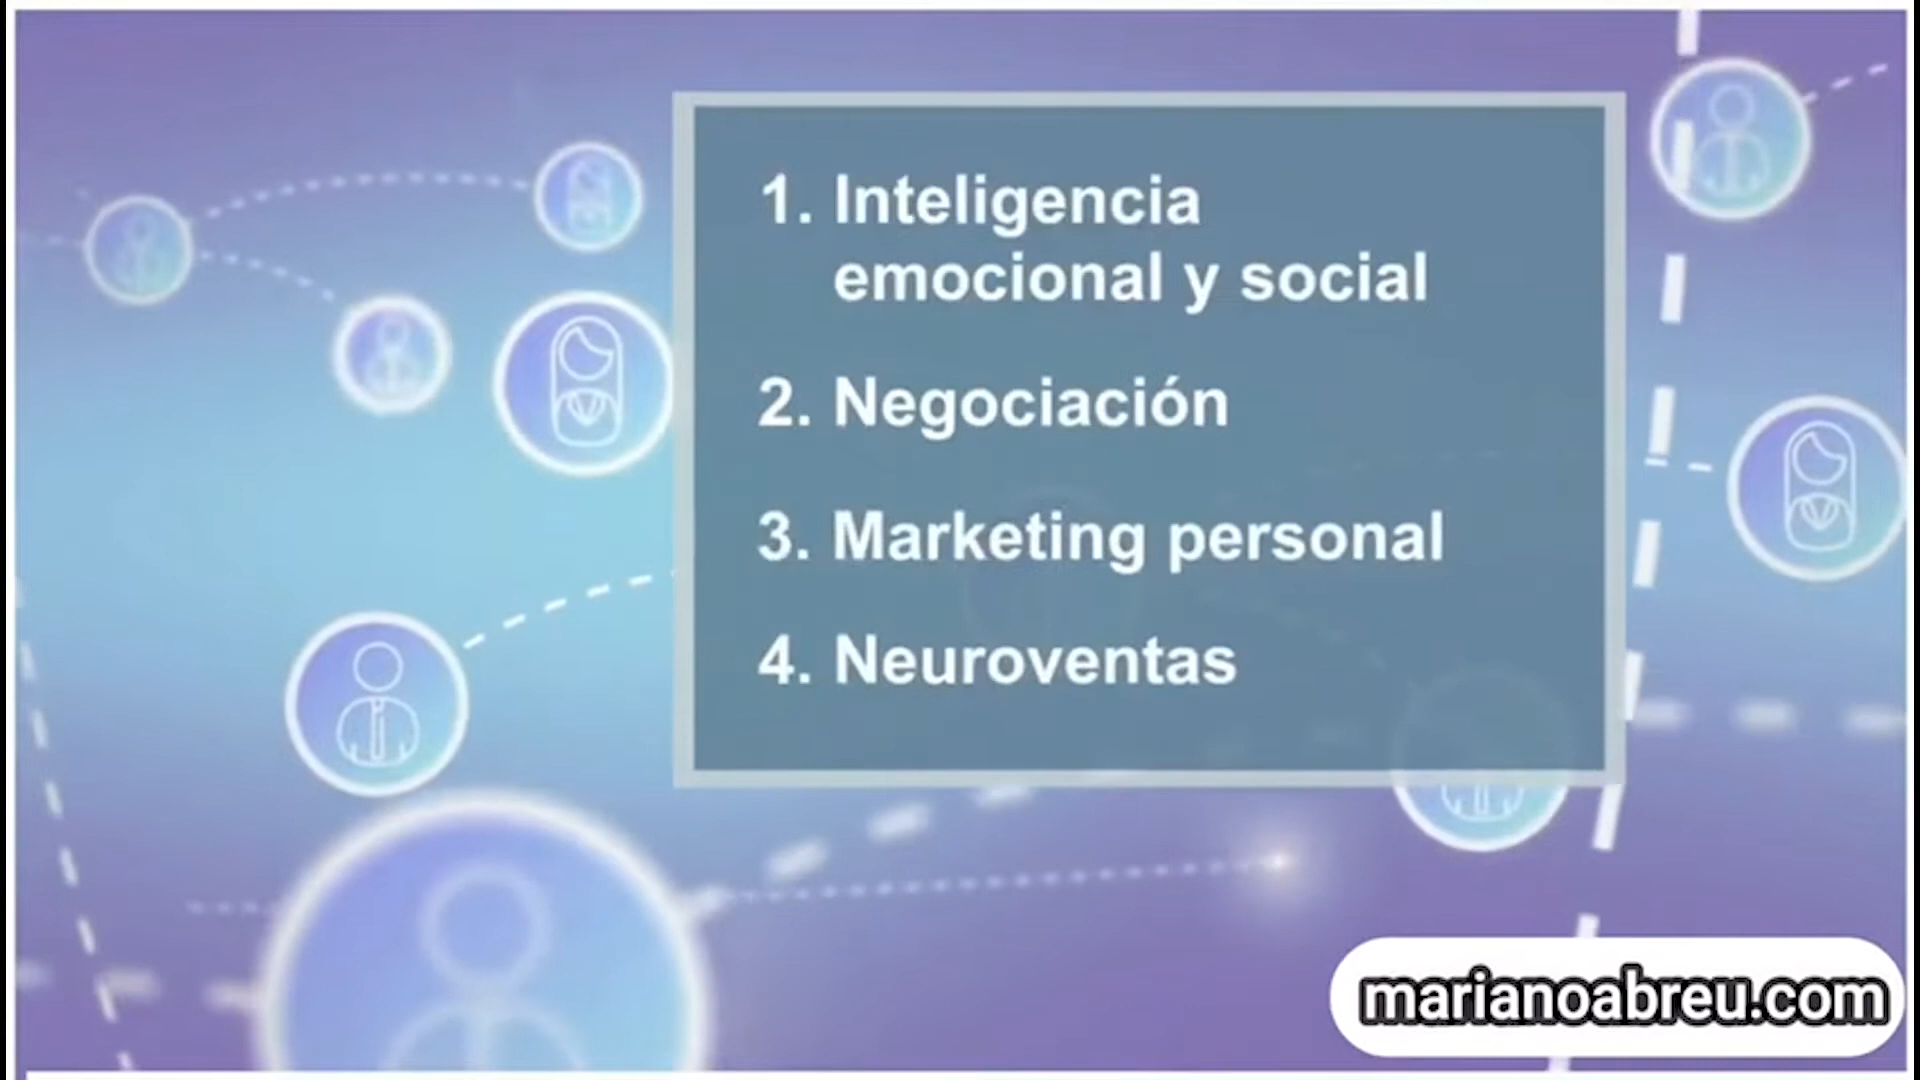 1. Inteligencia
emocional y social
2. Negociación
3. Marketing personal
4. Neuroventas
marianoabreu.com